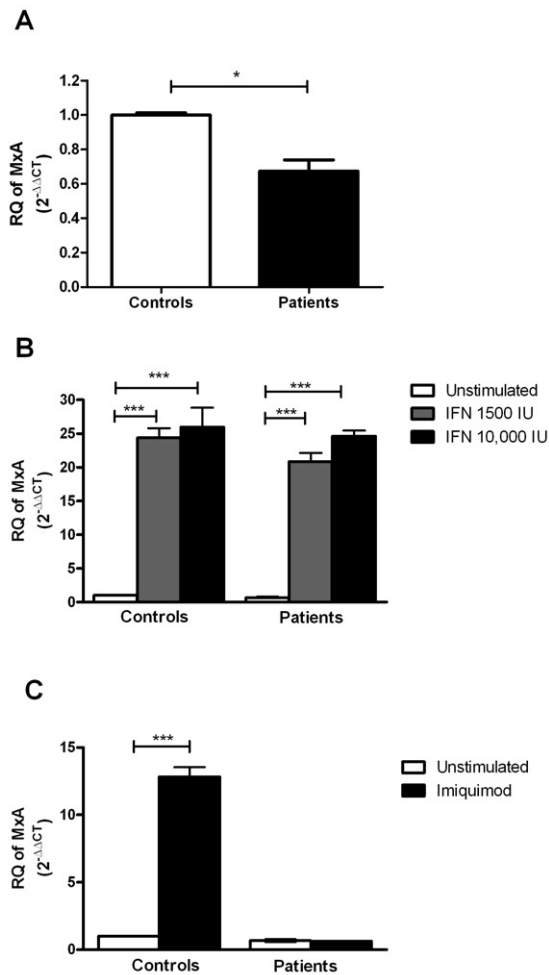 A
RQ of MxA
(2-ΔΔCT)
1.2
1.0
0.8
0.6
0.4
0.2
0.0
*
Controls
Patients
B
RQ of MxA
(2-ΔΔCT)
30
25
20
15
10
5
0
***
***
***
***
Controls
Patients
Unstimulated
IFN 1500 IU
IFN 10,000 IU
C
RQ of MxA
(2-ΔΔCT)
15
10
5
0
***
Controls
Patients
Unstimulated
Imiquimod